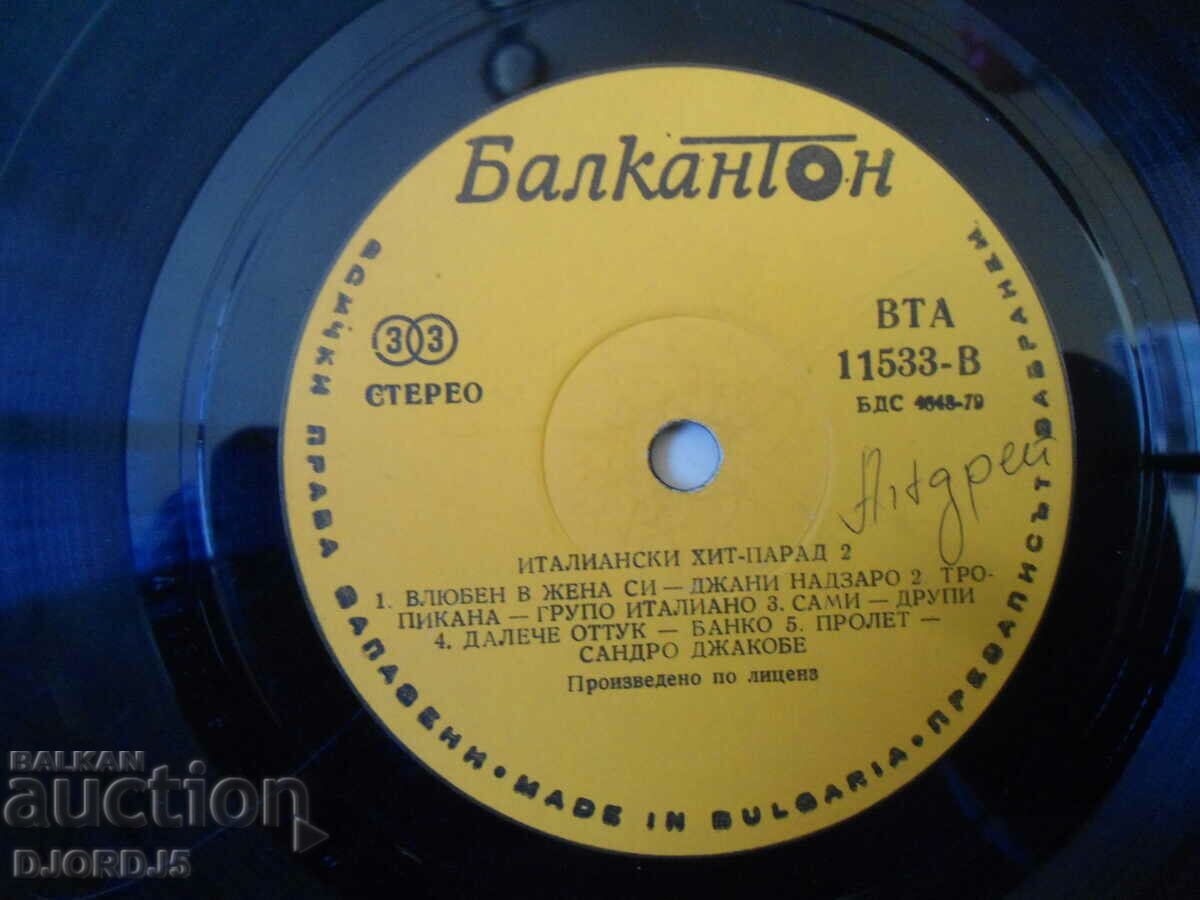 Балкантон
33
СТЕРЕО
ВТА
11533-В
БДС 4643-79
Андрей
ИТАЛИАНСКИ ХИТ-ПАРАД 2
1. ВЛЮБЕН В ЖЕНА СИ — ДЖАНИ НАДЗАРО 2. ТРО-
ПИКАНА — ГРУПО ИТАЛИАНО 3. САМИ — ДРУПИ
4. ДАЛЕЧЕ ОТТУК — БАНКО 5. ПРОЛЕТ —
САНДРО ДЖАКОБЕ
Произведено по лиценз
ВСИЧКИ ПРАВА ЗАПАЗЕНИ • MADE IN BULGARIA • ПРЕЗАПИСЪТ ЗАБРАНЕН
BALKAN
auction
DJORDJ5